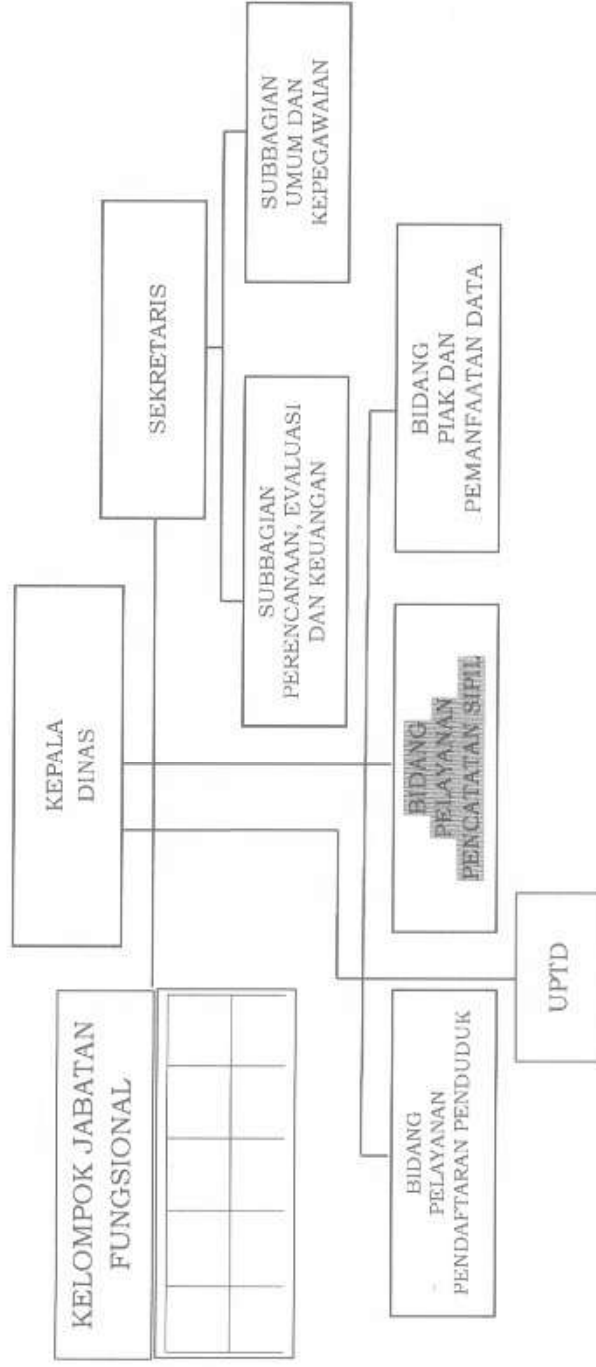 KEPALA
DINAS
KELOMPOK JABATAN
FUNGSIONAL
SEKRETARIS
SUBBAGIAN
PERENCANAAN, EVALUASI
DAN KEUANGAN
SUBBAGIAN
UMUM DAN
KEPEGAWAIAN
BIDANG
PELAYANAN
PENDAFTARAN PENDUDUK
BIDANG
PELAYANAN
PENCATATAN SIPIL
BIDANG
PIAK DAN
PEMANFAATAN DATA
UPTD